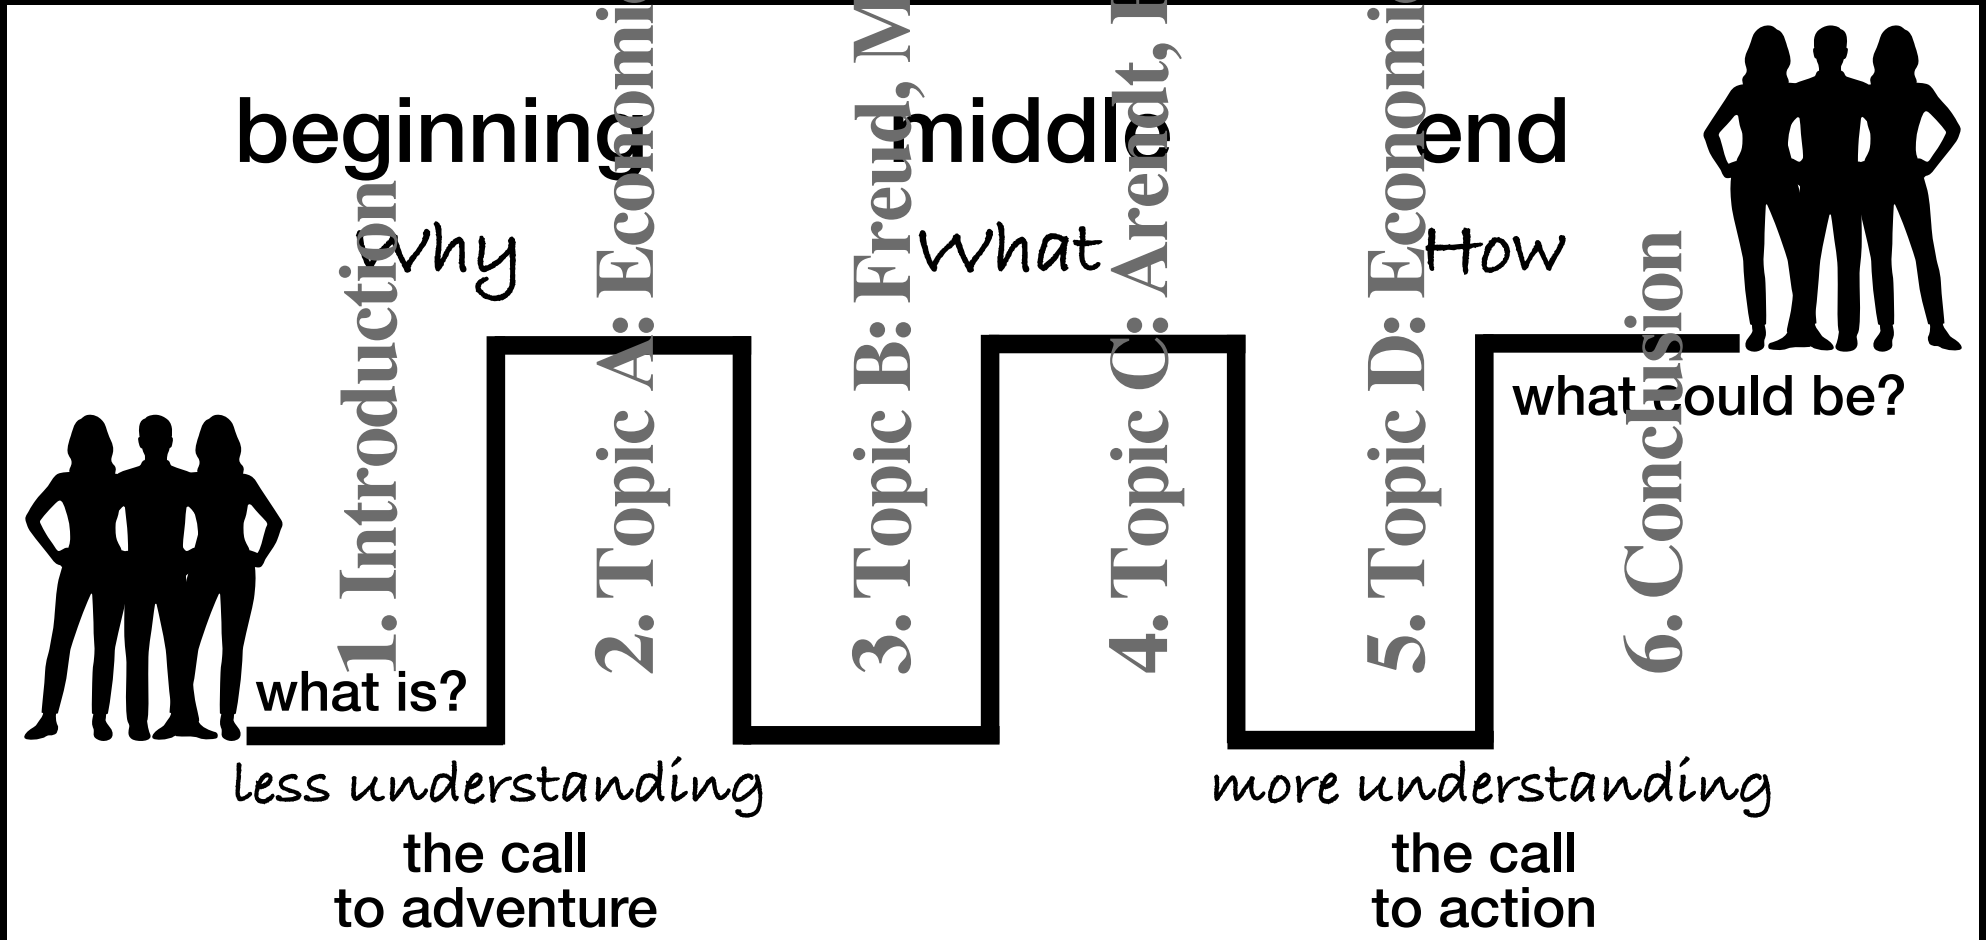 beginning
middle
end
Why
What
How
1. Introduction
2. Topic A: Economi
3. Topic B: Freud, M
4. Topic C: Arendt,
5. Topic D: Economi
6. Conclusion
what could be?
what is?
less understanding
more understanding
the call
to adventure
the call
to action